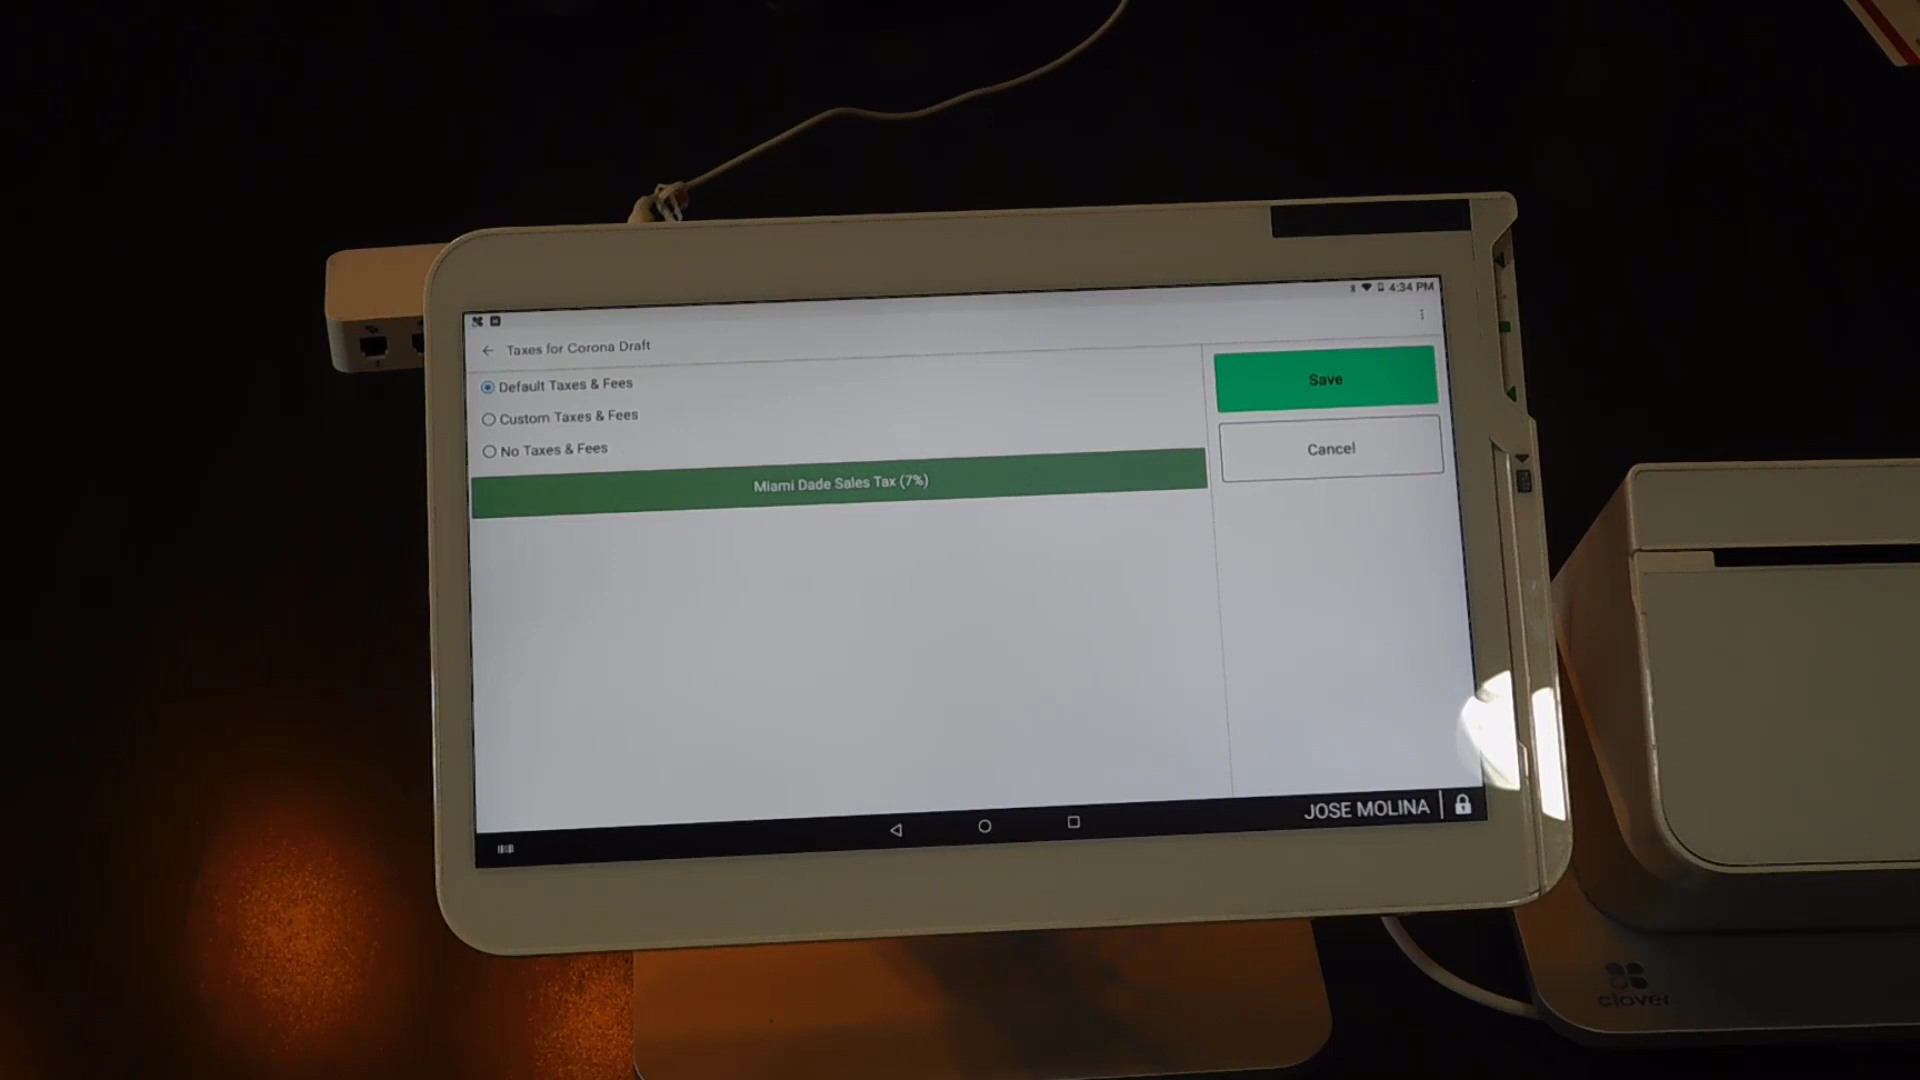 4:34 PM
Taxes for Corona Draft
Default Taxes & Fees
Custom Taxes & Fees
No Taxes & Fees
Miami Dade Sales Tax (7%)
Save
Cancel
JOSE MOLINA
clover